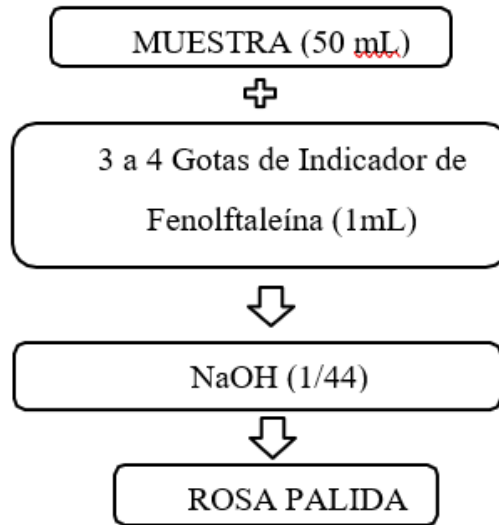 MUESTRA (50 mL)
3 a 4 Gotas de Indicador de
Fenolftaleína (1mL)
NaOH (1/44)
ROSA PALIDA